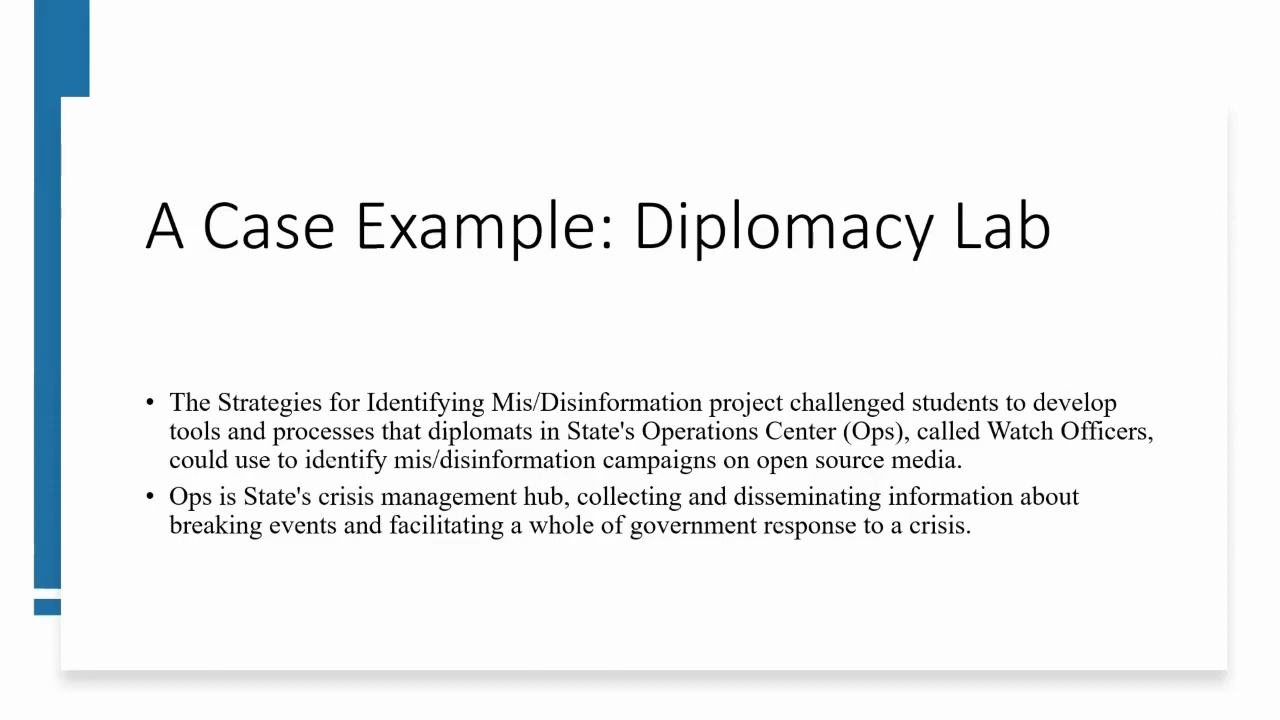 A Case Example: Diplomacy Lab
• The Strategies for Identifying Mis/Disinformation project challenged students to develop
tools and processes that diplomats in State's Operations Center (Ops), called Watch Officers,
could use to identify mis/disinformation campaigns on open source media.
• Ops is State's crisis management hub, collecting and disseminating information about
breaking events and facilitating a whole of government response to a crisis.